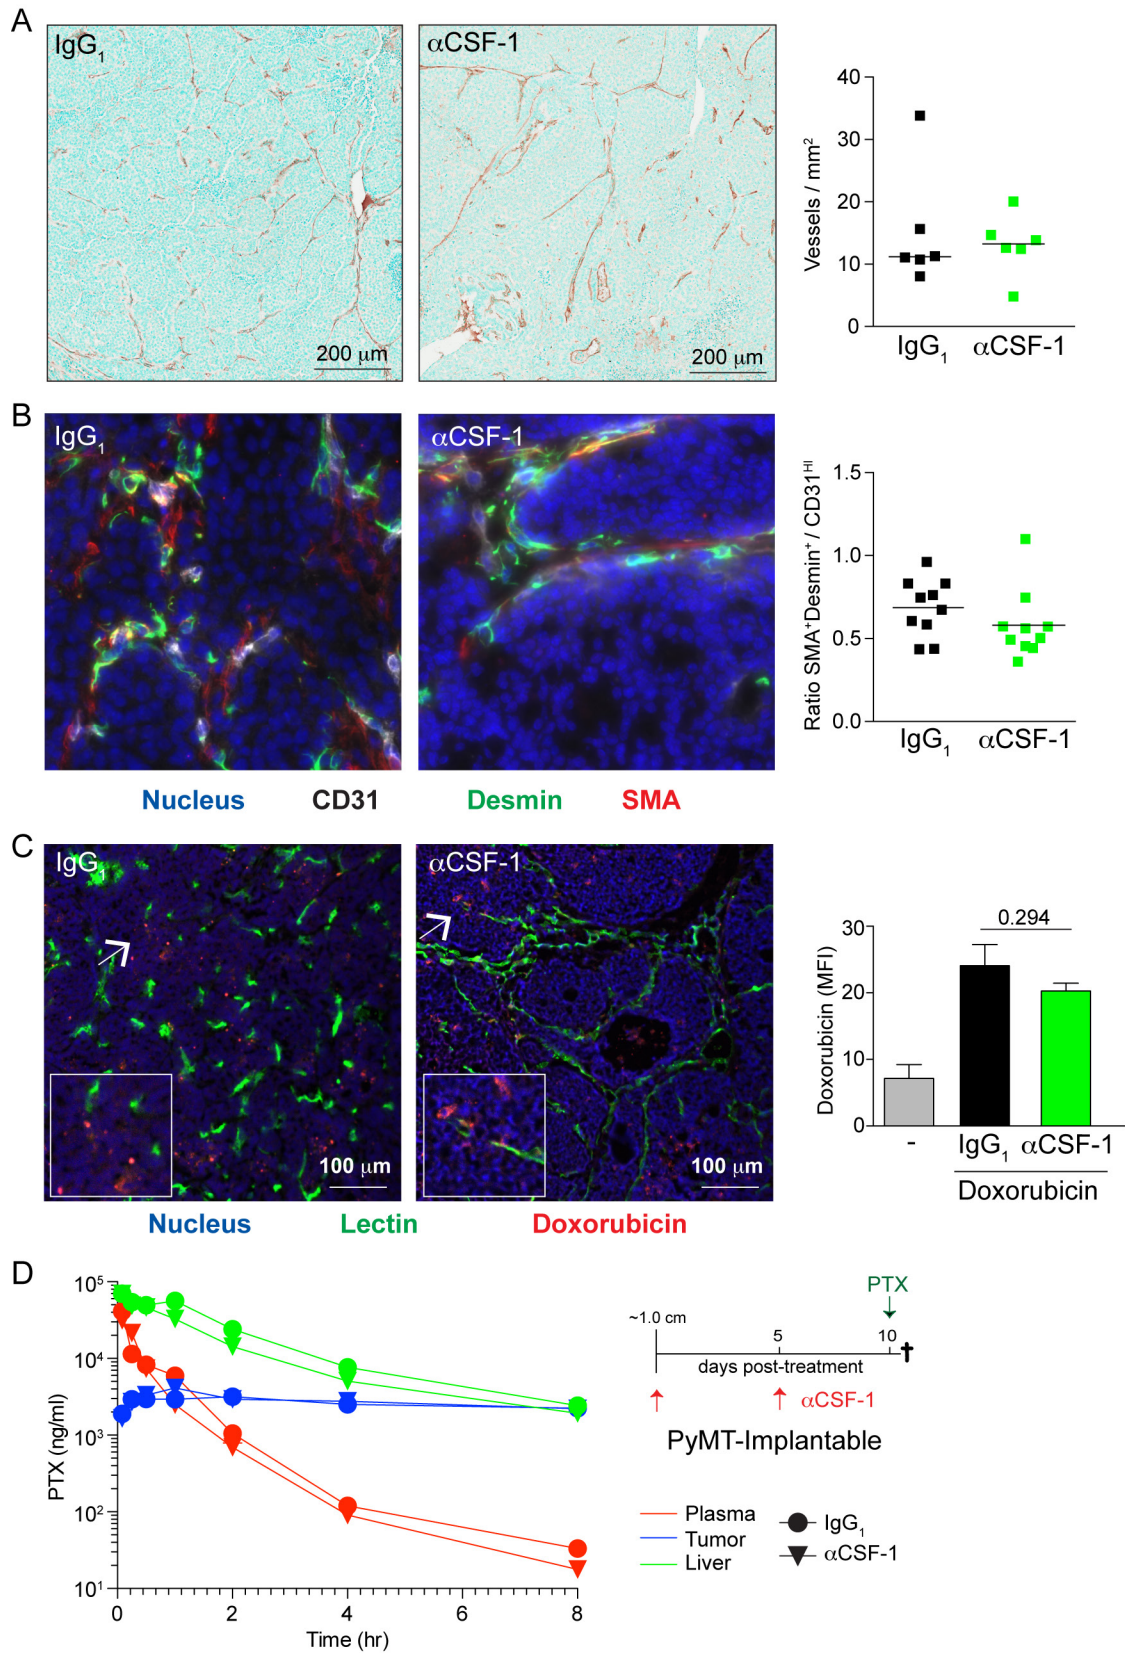 A
IgG1
αCSF-1
200 μm
200 μm
Vessels / mm²
40
30
20
10
0
IgG1 αCSF-1
B
IgG1
αCSF-1
Ratio SMA⁺Desmin⁺ / CD31ᴴᴵ
1.5
1.0
0.5
0.0
IgG1 αCSF-1
Nucleus CD31 Desmin SMA
C
IgG1
αCSF-1
100 μm
100 μm
Doxorubicin (MFI)
30
20
10
0
0.294
- IgG1 αCSF-1
Doxorubicin
Nucleus Lectin Doxorubicin
D
PTX (ng/ml)
10⁵
10⁴
10³
10²
10¹
0 2 4 6 8
Time (hr)
PTX
~1.0 cm
5 10
days post-treatment
αCSF-1
PyMT-Implantable
Plasma
Tumor
Liver
IgG1
αCSF-1